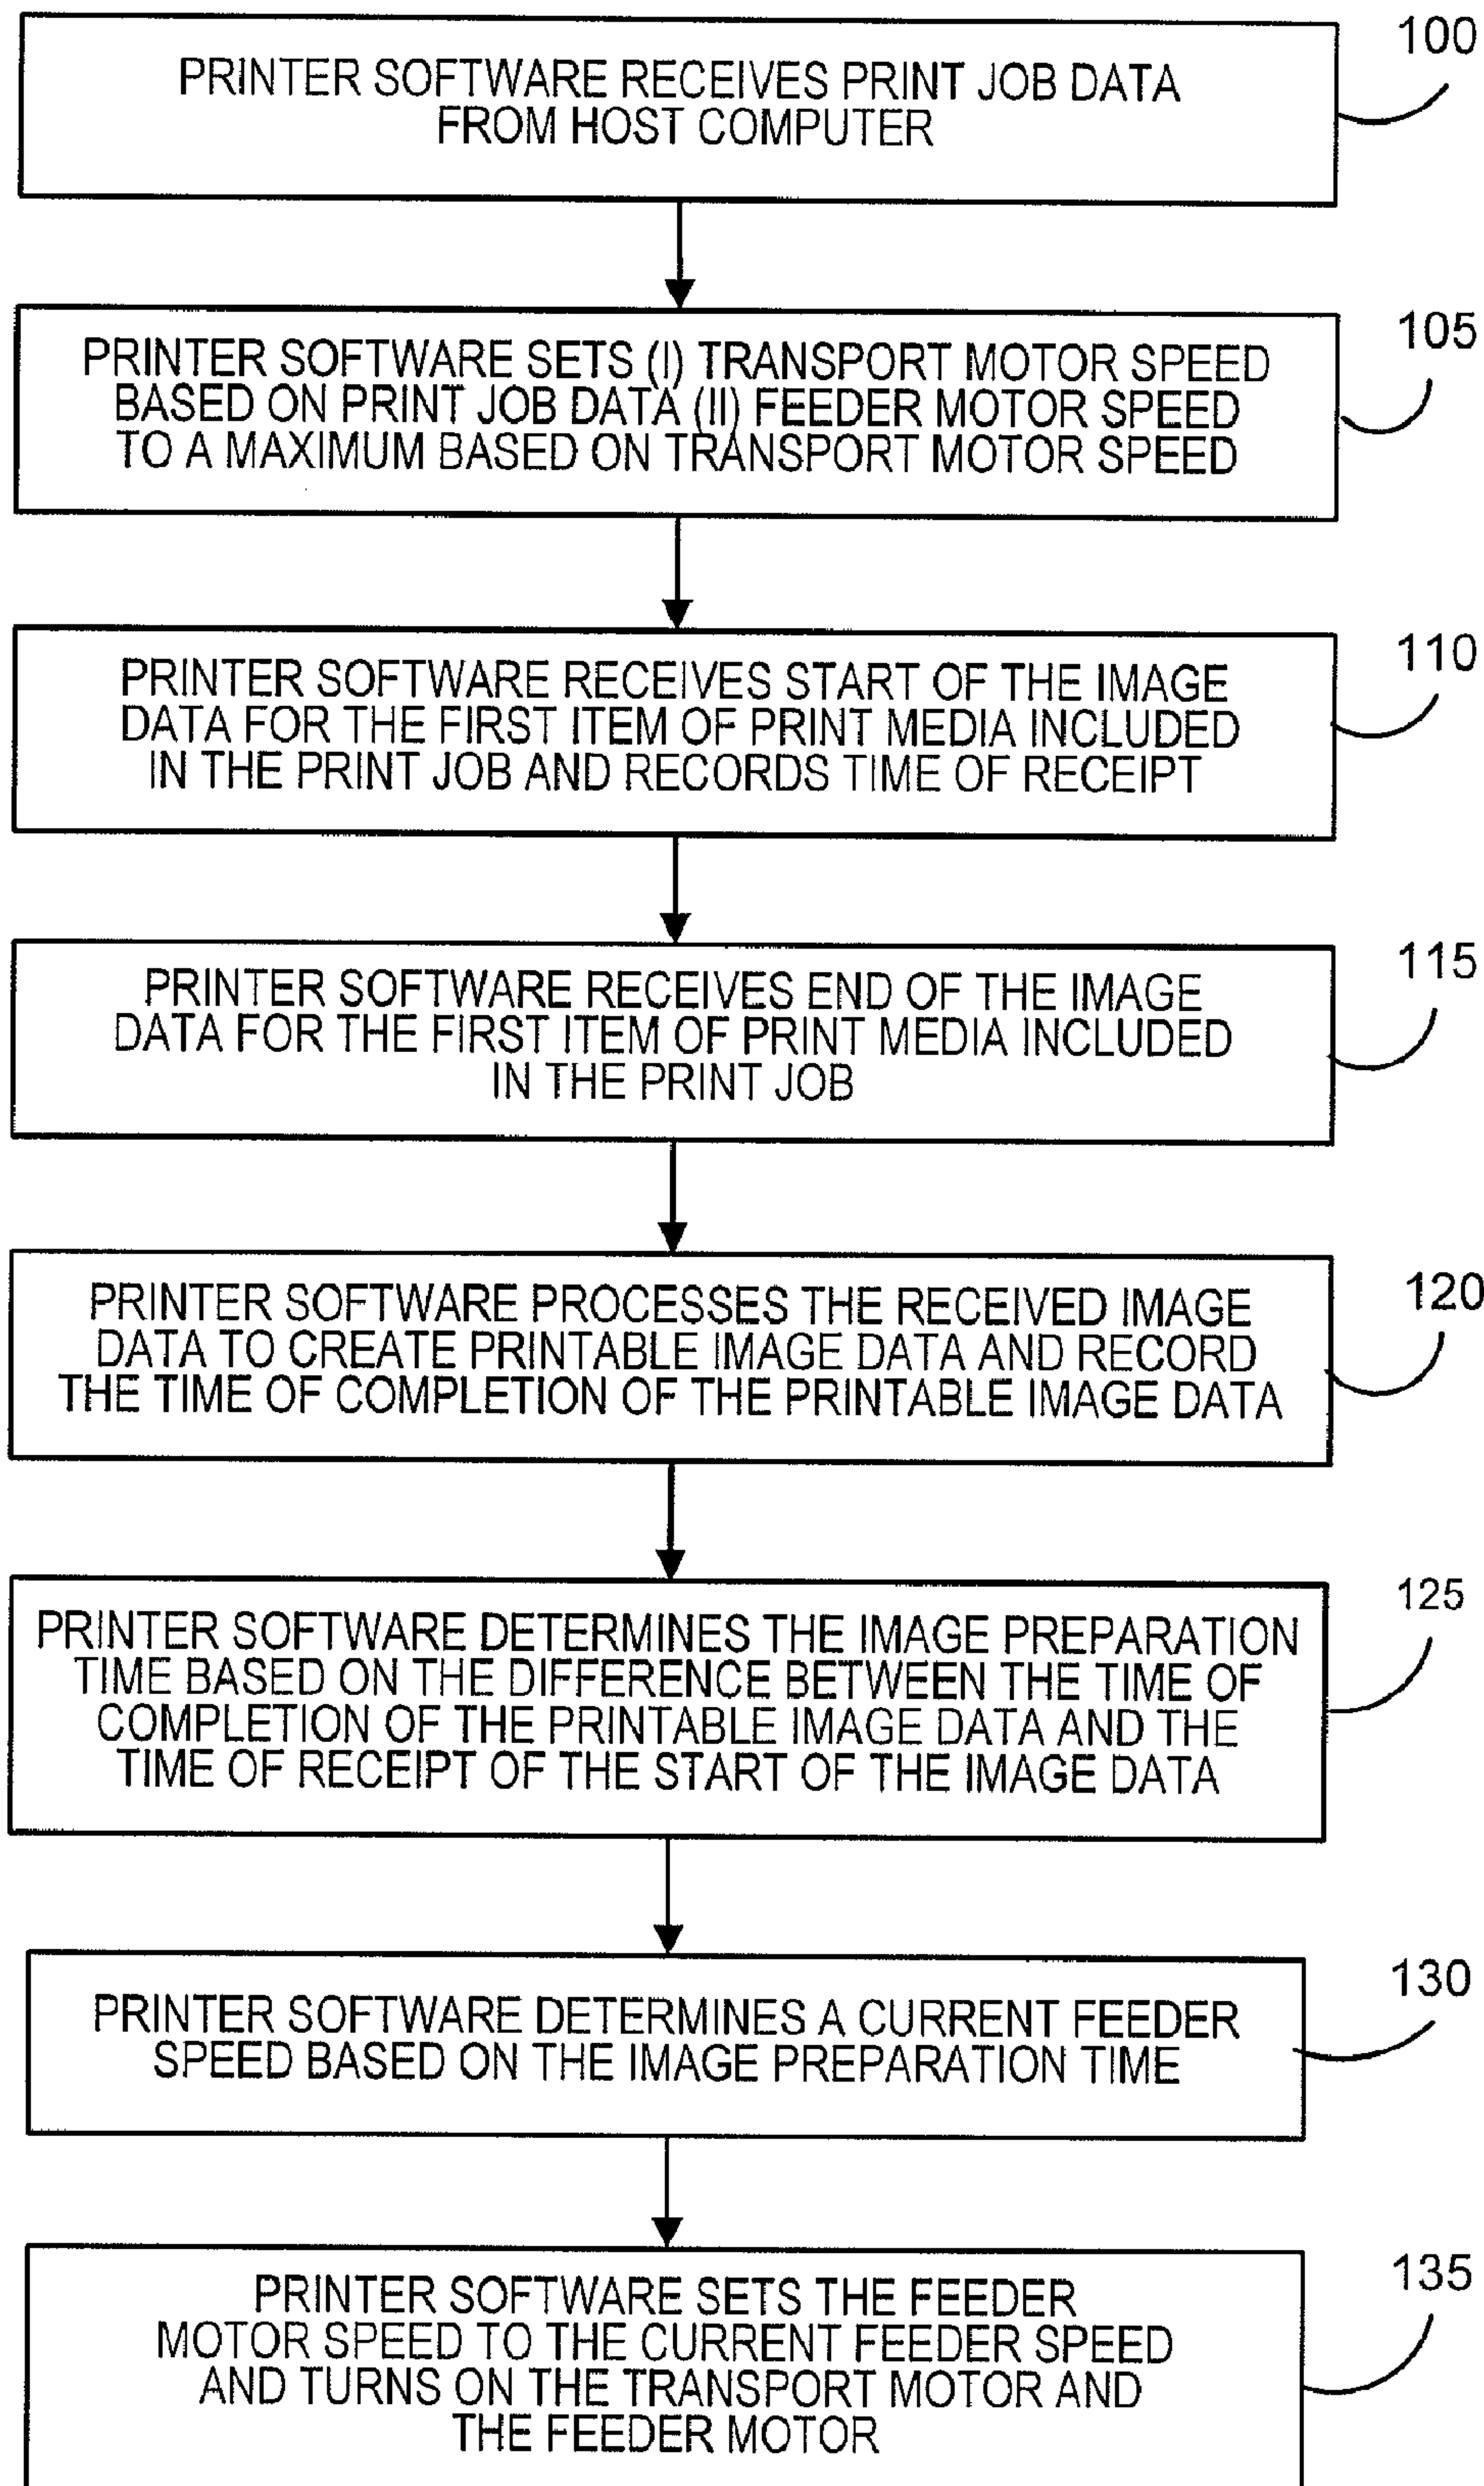 100
PRINTER SOFTWARE RECEIVES PRINT JOB DATA
FROM HOST COMPUTER
105
PRINTER SOFTWARE SETS (I) TRANSPORT MOTOR SPEED
BASED ON PRINT JOB DATA (II) FEEDER MOTOR SPEED
TO A MAXIMUM BASED ON TRANSPORT MOTOR SPEED
110
PRINTER SOFTWARE RECEIVES START OF THE IMAGE
DATA FOR THE FIRST ITEM OF PRINT MEDIA INCLUDED
IN THE PRINT JOB AND RECORDS TIME OF RECEIPT
115
PRINTER SOFTWARE RECEIVES END OF THE IMAGE
DATA FOR THE FIRST ITEM OF PRINT MEDIA INCLUDED
IN THE PRINT JOB
120
PRINTER SOFTWARE PROCESSES THE RECEIVED IMAGE
DATA TO CREATE PRINTABLE IMAGE DATA AND RECORD
THE TIME OF COMPLETION OF THE PRINTABLE IMAGE DATA
125
PRINTER SOFTWARE DETERMINES THE IMAGE PREPARATION
TIME BASED ON THE DIFFERENCE BETWEEN THE TIME OF
COMPLETION OF THE PRINTABLE IMAGE DATA AND THE
TIME OF RECEIPT OF THE START OF THE IMAGE DATA
130
PRINTER SOFTWARE DETERMINES A CURRENT FEEDER
SPEED BASED ON THE IMAGE PREPARATION TIME
135
PRINTER SOFTWARE SETS THE FEEDER
MOTOR SPEED TO THE CURRENT FEEDER SPEED
AND TURNS ON THE TRANSPORT MOTOR AND
THE FEEDER MOTOR